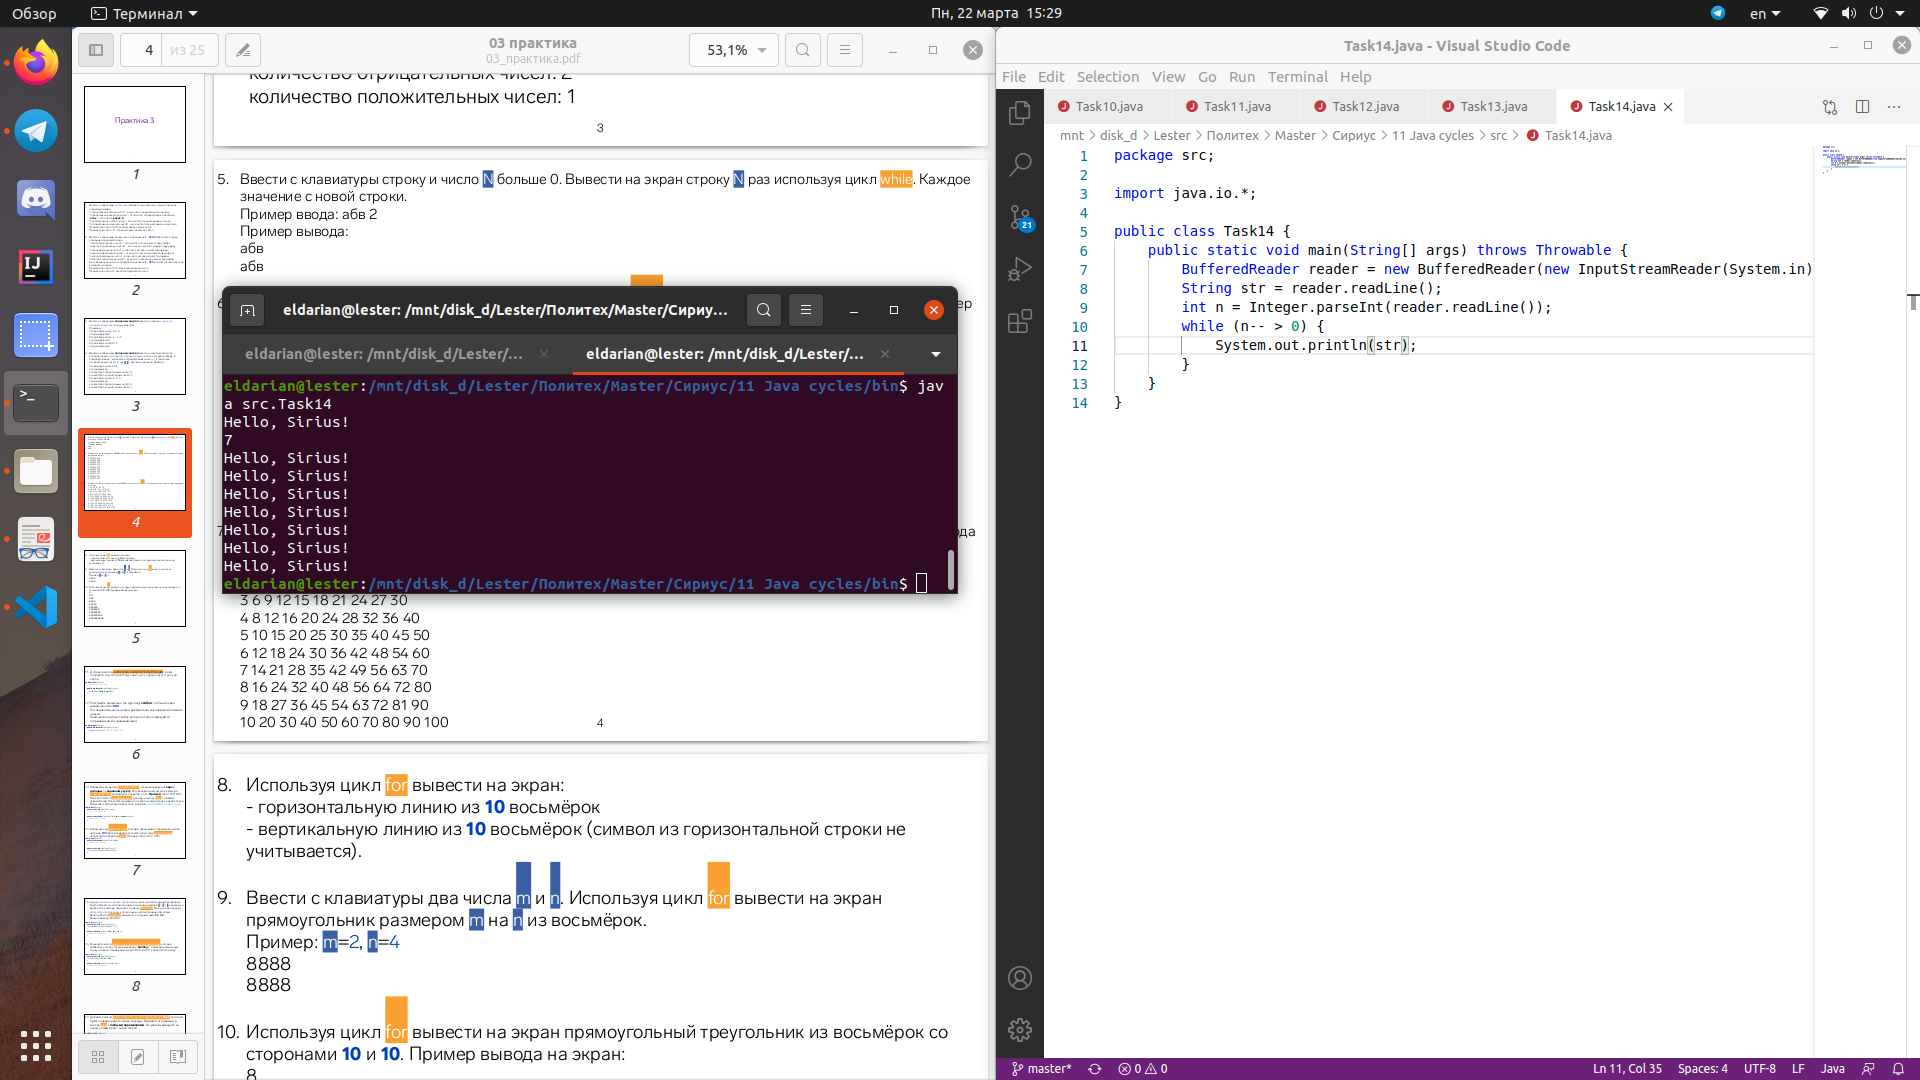 Обзор
Терминал
Пн, 22 марта 15:29
en
4 из 25
03 практика
03_практика.pdf
53,1%
Практика 3
1
2
3
4
5
6
7
8
количество отрицательных чисел: 2
количество положительных чисел: 1
3
5. Ввести с клавиатуры строку и число N больше 0. Вывести на экран строку N раз используя цикл while. Каждое
значение с новой строки.
Пример ввода: абв 2
Пример вывода:
абв
абв
eldarian@lester: /mnt/disk_d/Lester/Политех/Master/Сириу...
eldarian@lester: /mnt/disk_d/Lester/...
eldarian@lester: /mnt/disk_d/Lester/...
eldarian@lester:/mnt/disk_d/Lester/Политех/Master/Сириус/11 Java cycles/bin$ jav
a src.Task14
Hello, Sirius!
7
Hello, Sirius!
Hello, Sirius!
Hello, Sirius!
Hello, Sirius!
Hello, Sirius!
Hello, Sirius!
Hello, Sirius!
eldarian@lester:/mnt/disk_d/Lester/Политех/Master/Сириус/11 Java cycles/bin$
3 6 9 12 15 18 21 24 27 30
4 8 12 16 20 24 28 32 36 40
5 10 15 20 25 30 35 40 45 50
6 12 18 24 30 36 42 48 54 60
7 14 21 28 35 42 49 56 63 70
8 16 24 32 40 48 56 64 72 80
9 18 27 36 45 54 63 72 81 90
10 20 30 40 50 60 70 80 90 100
4
8. Используя цикл for вывести на экран:
- горизонтальную линию из 10 восьмёрок
- вертикальную линию из 10 восьмёрок (символ из горизонтальной строки не
учитывается).
9. Ввести с клавиатуры два числа m и n. Используя цикл for вывести на экран
прямоугольник размером m на n из восьмёрок.
Пример: m=2, n=4
8888
8888
10. Используя цикл for вывести на экран прямоугольный треугольник из восьмёрок со
сторонами 10 и 10. Пример вывода на экран:
8
Task14.java - Visual Studio Code
File Edit Selection View Go Run Terminal Help
Task10.java
Task11.java
Task12.java
Task13.java
Task14.java
mnt > disk_d > Lester > Политех > Master > Сириус > 11 Java cycles > src > Task14.java
21
1 package src;
2
3 import java.io.*;
4
5 public class Task14 {
6 public static void main(String[] args) throws Throwable {
7 BufferedReader reader = new BufferedReader(new InputStreamReader(System.in)
8 String str = reader.readLine();
9 int n = Integer.parseInt(reader.readLine());
10 while (n-- > 0) {
11 System.out.println(str);
12 }
13 }
14 }
master*
0 0
Ln 11, Col 35
Spaces: 4
UTF-8
LF
Java